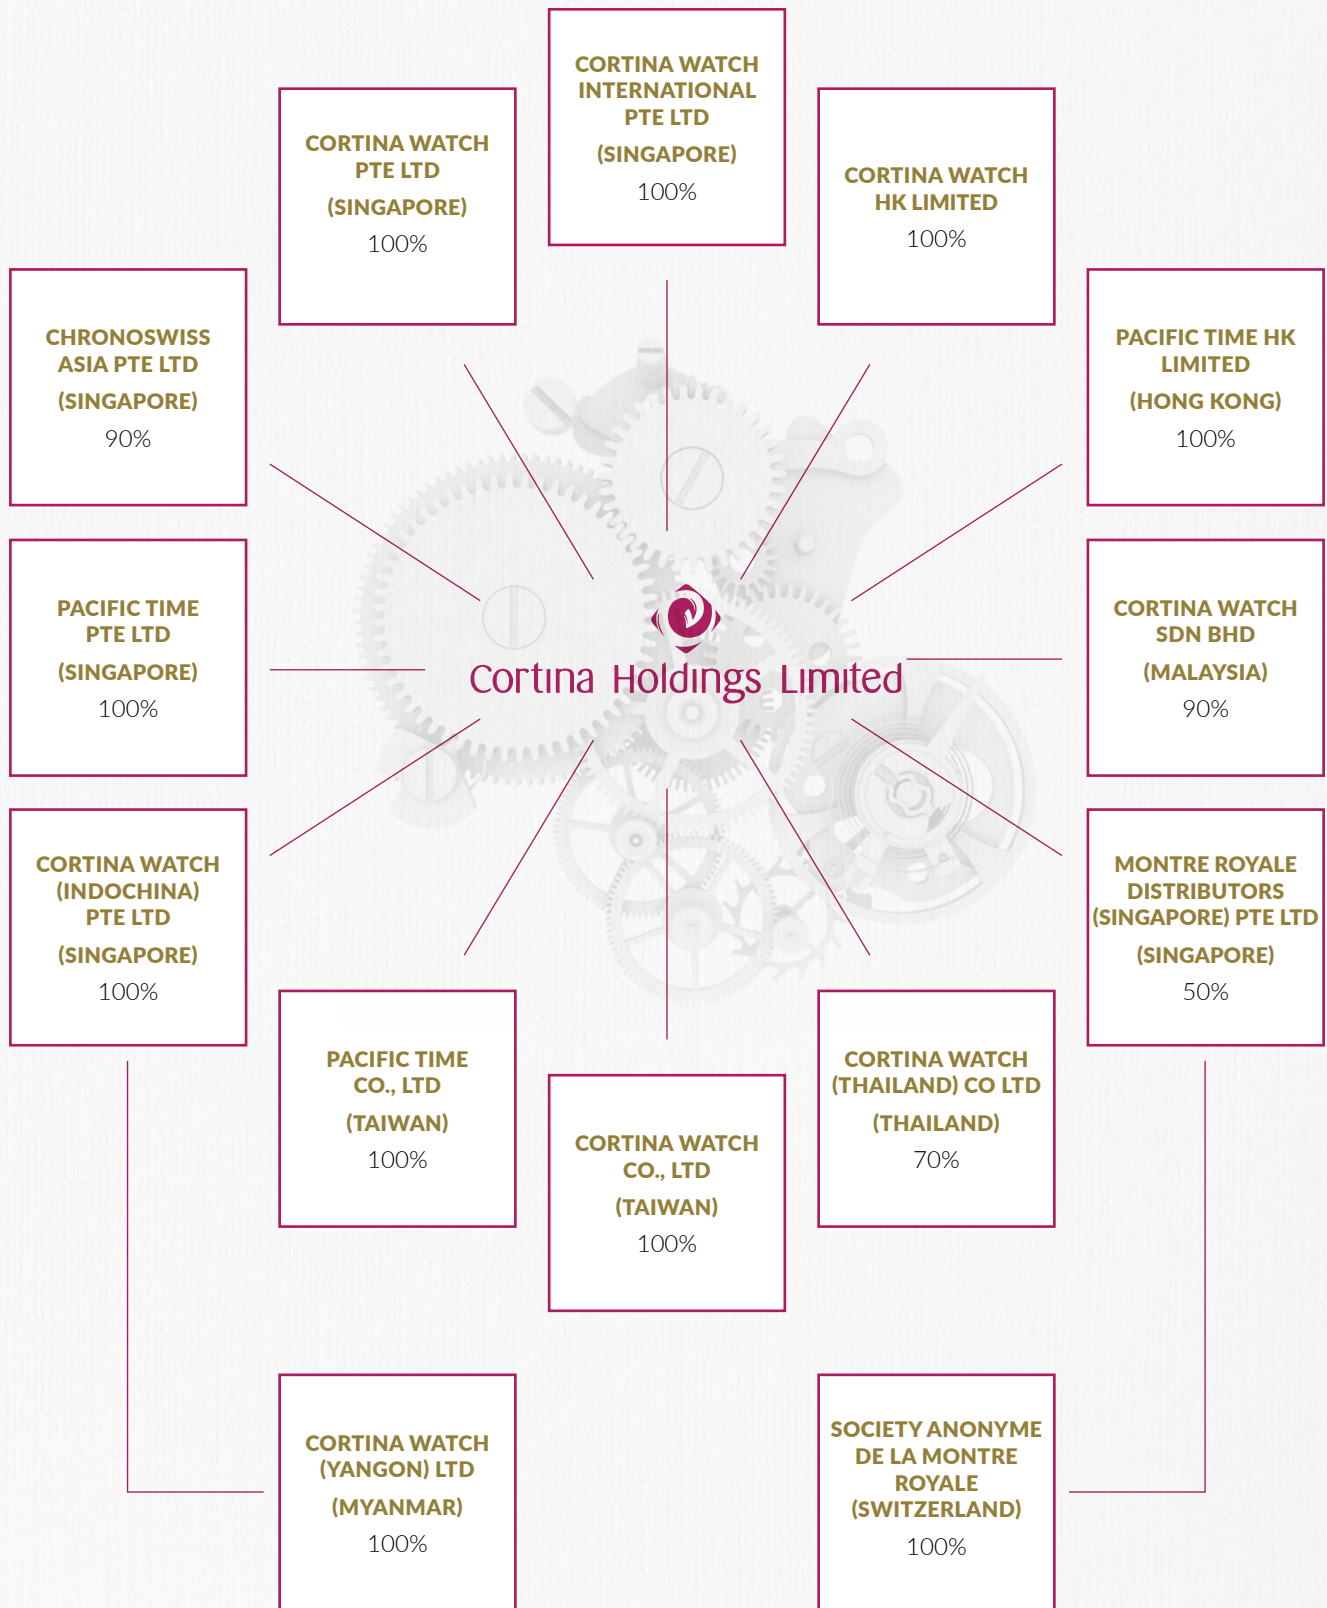 CORTINA WATCH
INTERNATIONAL
PTE LTD
(SINGAPORE)
100%
CORTINA WATCH
PTE LTD
(SINGAPORE)
100%
CORTINA WATCH
HK LIMITED
100%
CHRONOSWISS
ASIA PTE LTD
(SINGAPORE)
90%
PACIFIC TIME HK
LIMITED
(HONG KONG)
100%
PACIFIC TIME
PTE LTD
(SINGAPORE)
100%
Cortina Holdings Limited
CORTINA WATCH
SDN BHD
(MALAYSIA)
90%
CORTINA WATCH
(INDOCHINA)
PTE LTD
(SINGAPORE)
100%
MONTRE ROYALE
DISTRIBUTORS
(SINGAPORE) PTE LTD
(SINGAPORE)
50%
PACIFIC TIME
CO., LTD
(TAIWAN)
100%
CORTINA WATCH
CO., LTD
(TAIWAN)
100%
CORTINA WATCH
(THAILAND) CO LTD
(THAILAND)
70%
CORTINA WATCH
(YANGON) LTD
(MYANMAR)
100%
SOCIETY ANONYME
DE LA MONTRE
ROYALE
(SWITZERLAND)
100%